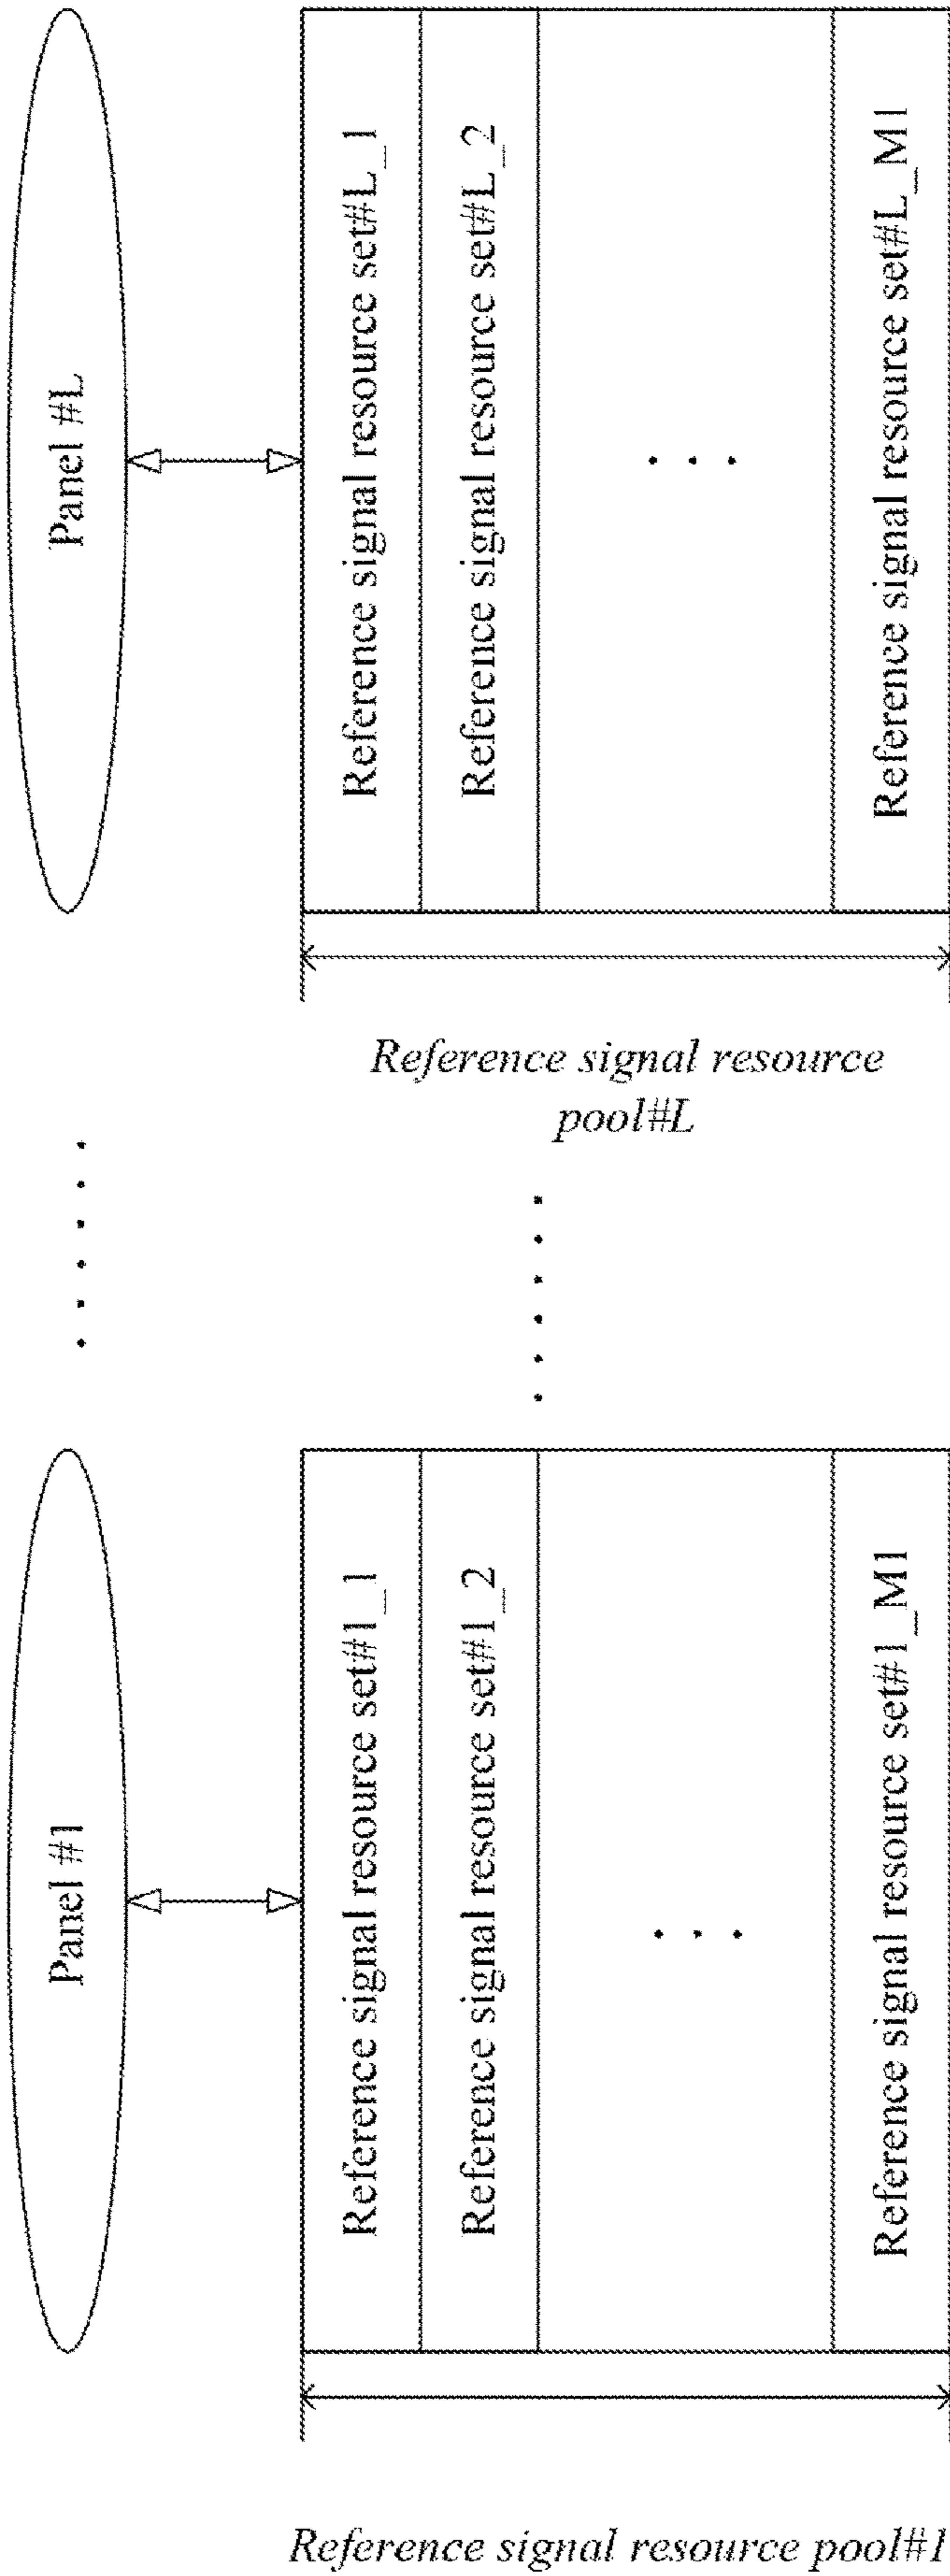 Panel #1
Reference signal resource set#1_1
Reference signal resource set#1_2
Reference signal resource set#1_M1
Reference signal resource pool#1
Panel #L
Reference signal resource set#L_1
Reference signal resource set#L_2
Reference signal resource set#L_M1
Reference signal resource
pool#L